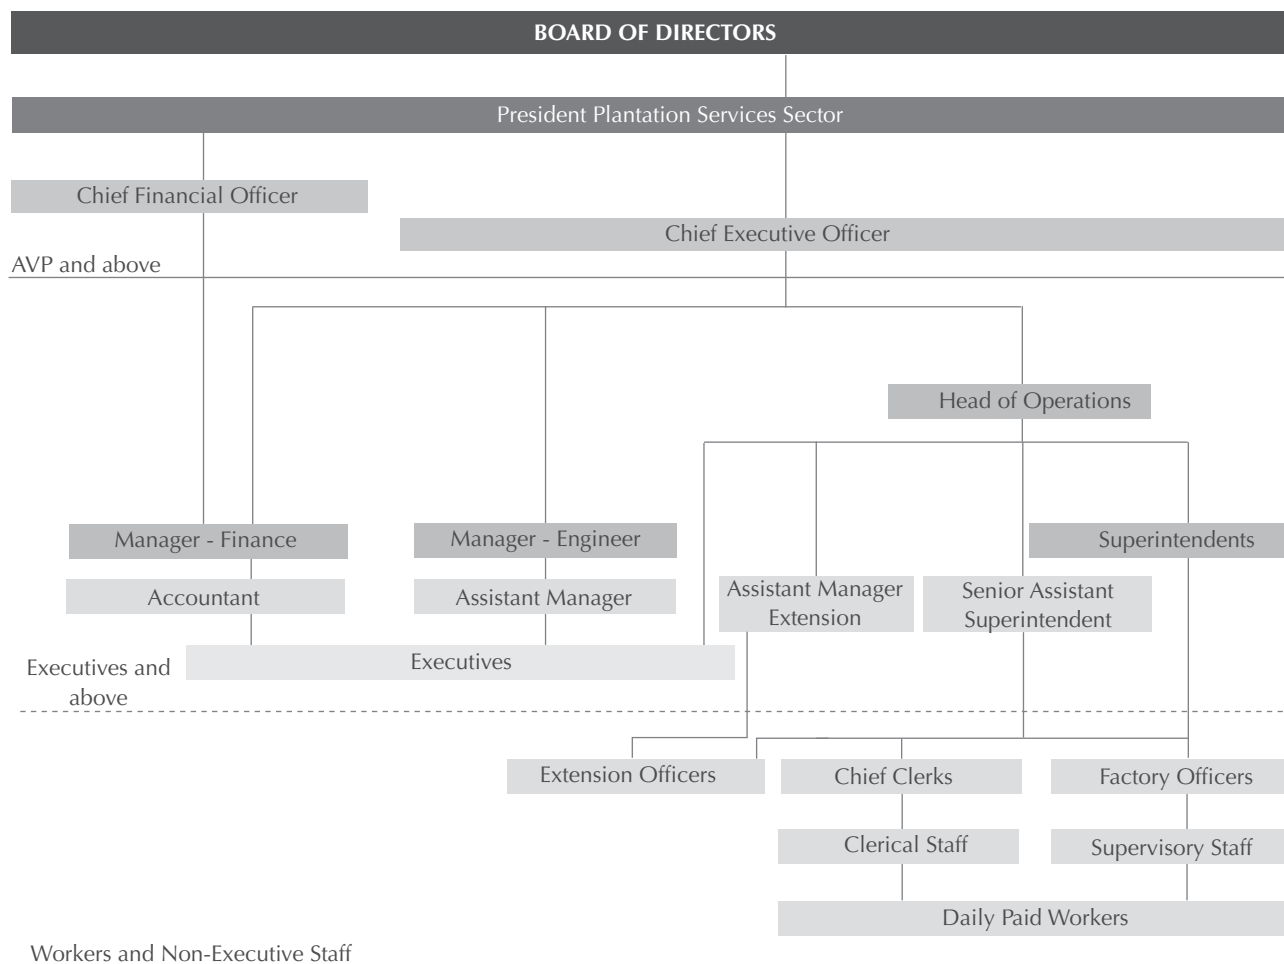 BOARD OF DIRECTORS
President Plantation Services Sector
Chief Financial Officer
Chief Executive Officer
AVP and above
Head of Operations
Manager - Finance
Manager - Engineer
Superintendents
Accountant
Assistant Manager
Assistant Manager
Extension
Senior Assistant
Superintendent
Executives
Executives and
above
Extension Officers
Chief Clerks
Factory Officers
Clerical Staff
Supervisory Staff
Daily Paid Workers
Workers and Non-Executive Staff